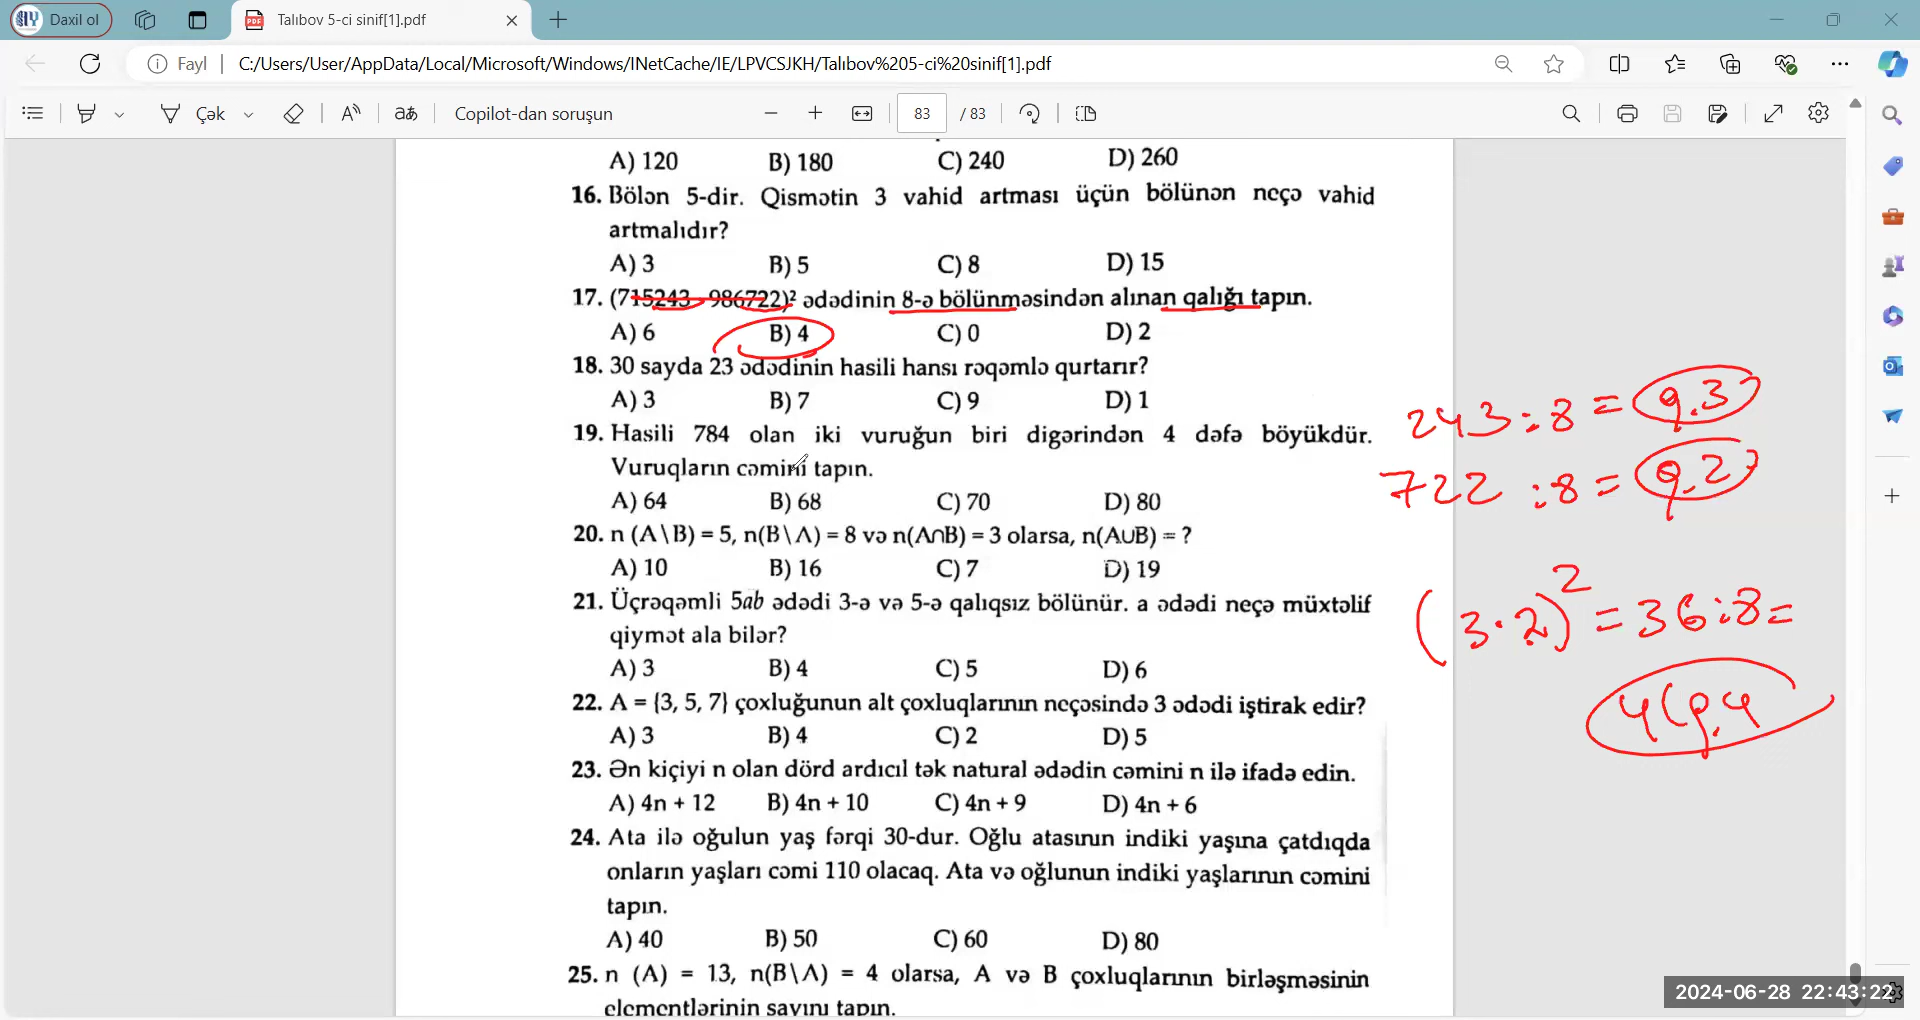 Daxil ol
Talıbov 5-ci sinif[1].pdf
Fayl | C:/Users/User/AppData/Local/Microsoft/Windows/INetCache/IE/LPVCSJKH/Talıbov%205-ci%20sinif[1].pdf
Çək
Copilot-dan soruşun
83 / 83
A) 120 B) 180 C) 240 D) 260
16. Bölən 5-dir. Qismətin 3 vahid artması üçün bölünən neçə vahid
artmalıdır?
A) 3 B) 5 C) 8 D) 15
17. (715243 · 986722)² ədədinin 8-ə bölünməsindən alınan qalığı tapın.
A) 6 B) 4 C) 0 D) 2
18. 30 sayda 23 ədədinin hasili hansı rəqəmlə qurtarır?
A) 3 B) 7 C) 9 D) 1
19. Hasili 784 olan iki vuruğun biri digərindən 4 dəfə böyükdür.
Vuruqların cəmini tapın.
A) 64 B) 68 C) 70 D) 80
20. n (A\B) = 5, n(B\A) = 8 və n(A∩B) = 3 olarsa, n(A∪B) = ?
A) 10 B) 16 C) 7 D) 19
21. Üçrəqəmli 5ab ədədi 3-ə və 5-ə qalıqsız bölünür. a ədədi neçə müxtəlif
qiymət ala bilər?
A) 3 B) 4 C) 5 D) 6
22. A = {3, 5, 7} çoxluğunun alt çoxluqlarının neçəsində 3 ədədi iştirak edir?
A) 3 B) 4 C) 2 D) 5
23. Ən kiçiyi n olan dörd ardıcıl tək natural ədədin cəmini n ilə ifadə edin.
A) 4n + 12 B) 4n + 10 C) 4n + 9 D) 4n + 6
24. Ata ilə oğulun yaş fərqi 30-dur. Oğlu atasının indiki yaşına çatdıqda
onların yaşları cəmi 110 olacaq. Ata və oğlunun indiki yaşlarının cəmini
tapın.
A) 40 B) 50 C) 60 D) 80
25. n (A) = 13, n(B\A) = 4 olarsa, A və B çoxluqlarının birləşməsinin
elementlərinin sayını tapın.
243 : 8 = q.3
722 : 8 = q.2
(3·2)² = 36 : 8 =
4(q.4
2024-06-28 22:43:22